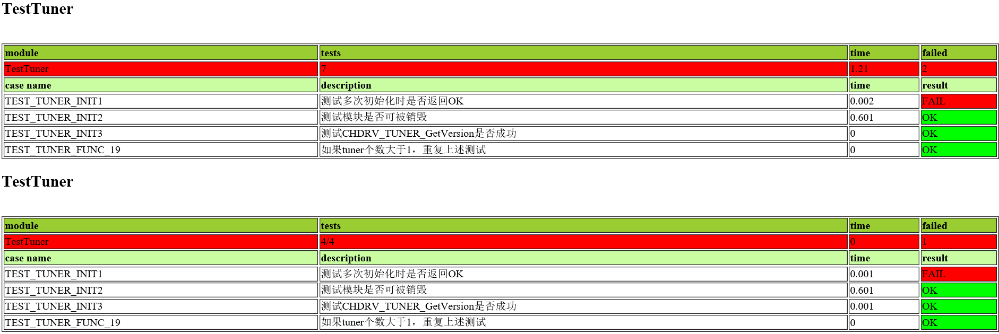 TestTuner
module tests time failed
TestTuner 7 1.21 2
case name description time result
TEST_TUNER_INIT1 测试多次初始化时是否返回OK 0.002 FAIL
TEST_TUNER_INIT2 测试模块是否可被销毁 0.601 OK
TEST_TUNER_INIT3 测试CHDRV_TUNER_GetVersion是否成功 0 OK
TEST_TUNER_FUNC_19 如果tuner个数大于1，重复上述测试 0 OK
TestTuner
module tests time failed
TestTuner 4/4 0 1
case name description time result
TEST_TUNER_INIT1 测试多次初始化时是否返回OK 0.001 FAIL
TEST_TUNER_INIT2 测试模块是否可被销毁 0.601 OK
TEST_TUNER_INIT3 测试CHDRV_TUNER_GetVersion是否成功 0.001 OK
TEST_TUNER_FUNC_19 如果tuner个数大于1，重复上述测试 0 OK